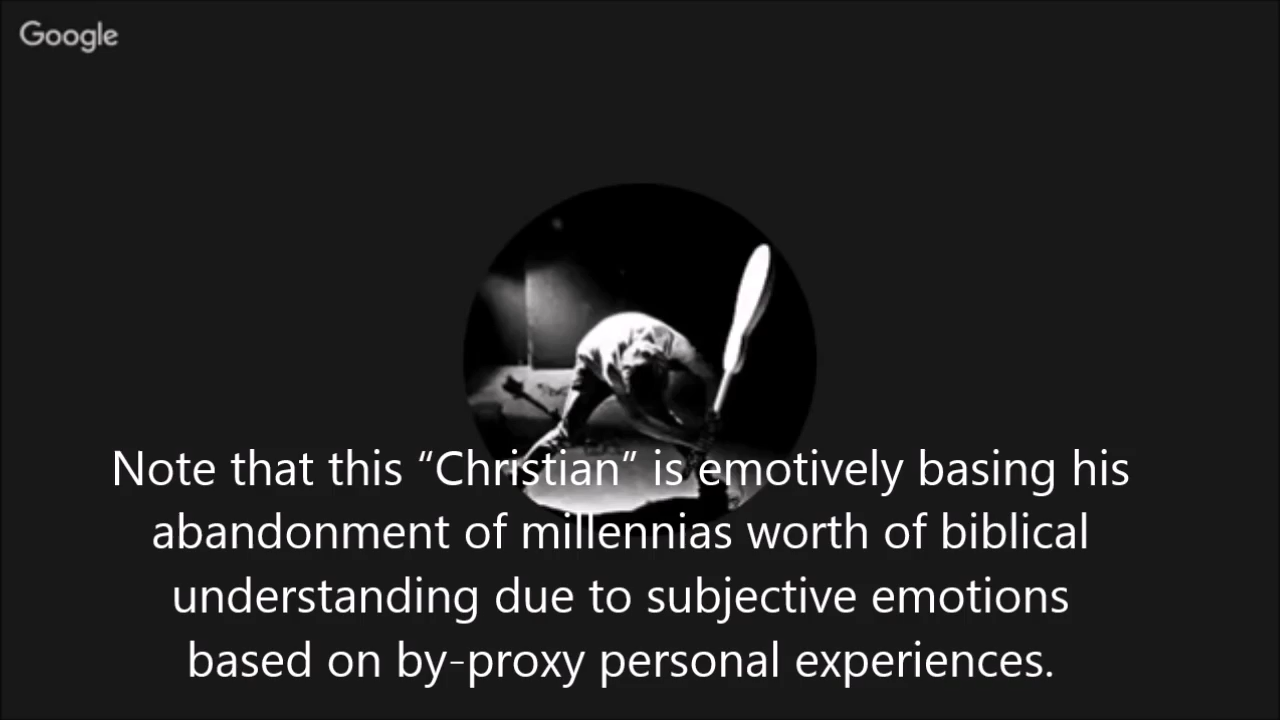 Google
Note that this “Christian” is emotively basing his
abandonment of millennias worth of biblical
understanding due to subjective emotions
based on by-proxy personal experiences.